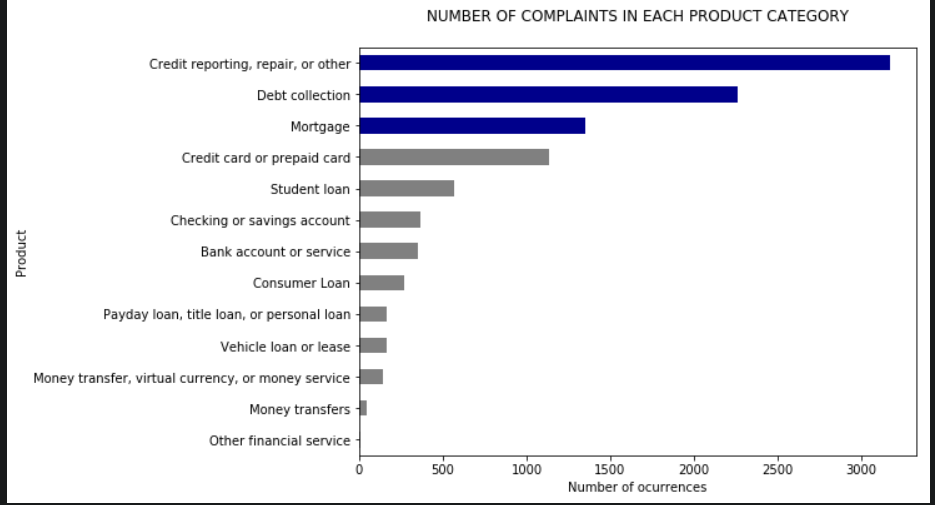 NUMBER OF COMPLAINTS IN EACH PRODUCT CATEGORY
Product
Credit reporting, repair, or other
Debt collection
Mortgage
Credit card or prepaid card
Student loan
Checking or savings account
Bank account or service
Consumer Loan
Payday loan, title loan, or personal loan
Vehicle loan or lease
Money transfer, virtual currency, or money service
Money transfers
Other financial service
0 500 1000 1500 2000 2500 3000
Number of ocurrences